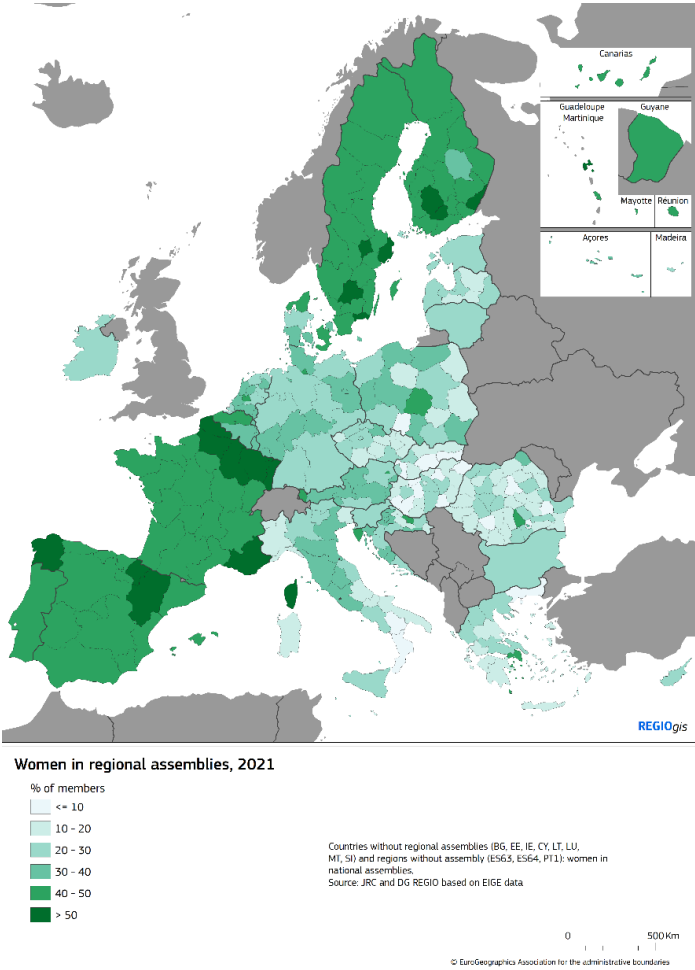 Canarias
Guadeloupe
Martinique
Guyane
Mayotte
Réunion
Açores
Madeira
REGIOgis
Women in regional assemblies, 2021
% of members
<= 10
10 - 20
20 - 30
30 - 40
40 - 50
> 50
Countries without regional assemblies (BG, EE, IE, CY, LT, LU,
MT, SI) and regions without assembly (ES63, ES64, PT1): women in
national assemblies.
Source: JRC and DG REGIO based on EIGE data
0 500 Km
© EuroGeographics Association for the administrative boundaries